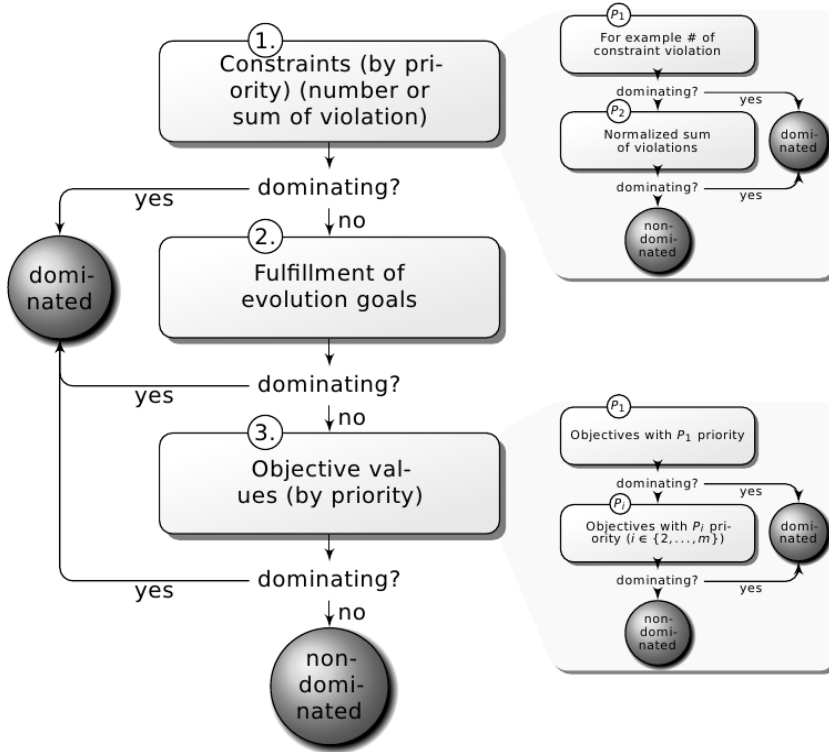 1.
Constraints (by pri-
ority) (number or
sum of violation)
dominating?
yes
no
2.
Fulfillment of
evolution goals
domi-
nated
dominating?
yes
no
3.
Objective val-
ues (by priority)
dominating?
yes
no
non-
domi-
nated
P1
For example # of
constraint violation
dominating?
yes
P2
Normalized sum
of violations
domi-
nated
dominating?
yes
non-
domi-
nated
P1
Objectives with P1 priority
dominating?
yes
Pi
Objectives with Pi pri-
ority (i ∈ {2, . . . , m})
domi-
nated
dominating?
yes
non-
domi-
nated